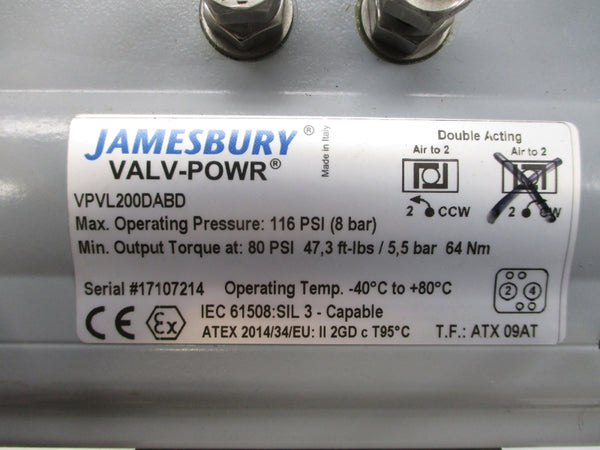 JAMESBURY®
VALV-POWR®
Made in Italy
Double Acting
Air to 2
Air to 2
2 CCW
2 CW
VPVL200DABD
Max. Operating Pressure: 116 PSI (8 bar)
Min. Output Torque at: 80 PSI 47,3 ft-lbs / 5,5 bar 64 Nm
Serial #17107214 Operating Temp. -40°C to +80°C
2 4
CE Ex IEC 61508:SIL 3 - Capable
ATEX 2014/34/EU: II 2GD c T95°C T.F.: ATX 09AT